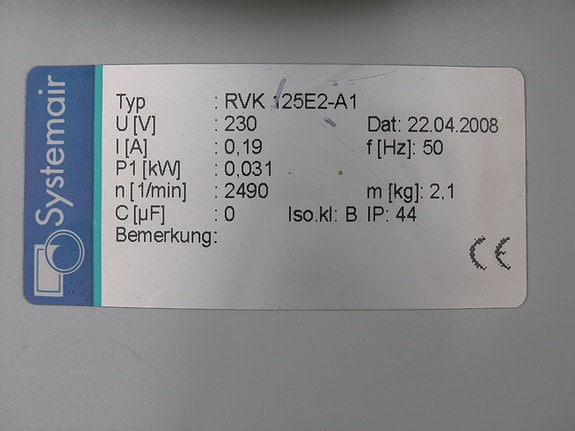 Systemair
Typ : RVK 125E2-A1
U [V] : 230 Dat: 22.04.2008
I [A] : 0,19 f [Hz]: 50
P1 [kW] : 0,031
n [1/min] : 2490 m [kg]: 2,1
C [µF] : 0 Iso.kl: B IP: 44
Bemerkung:
CE